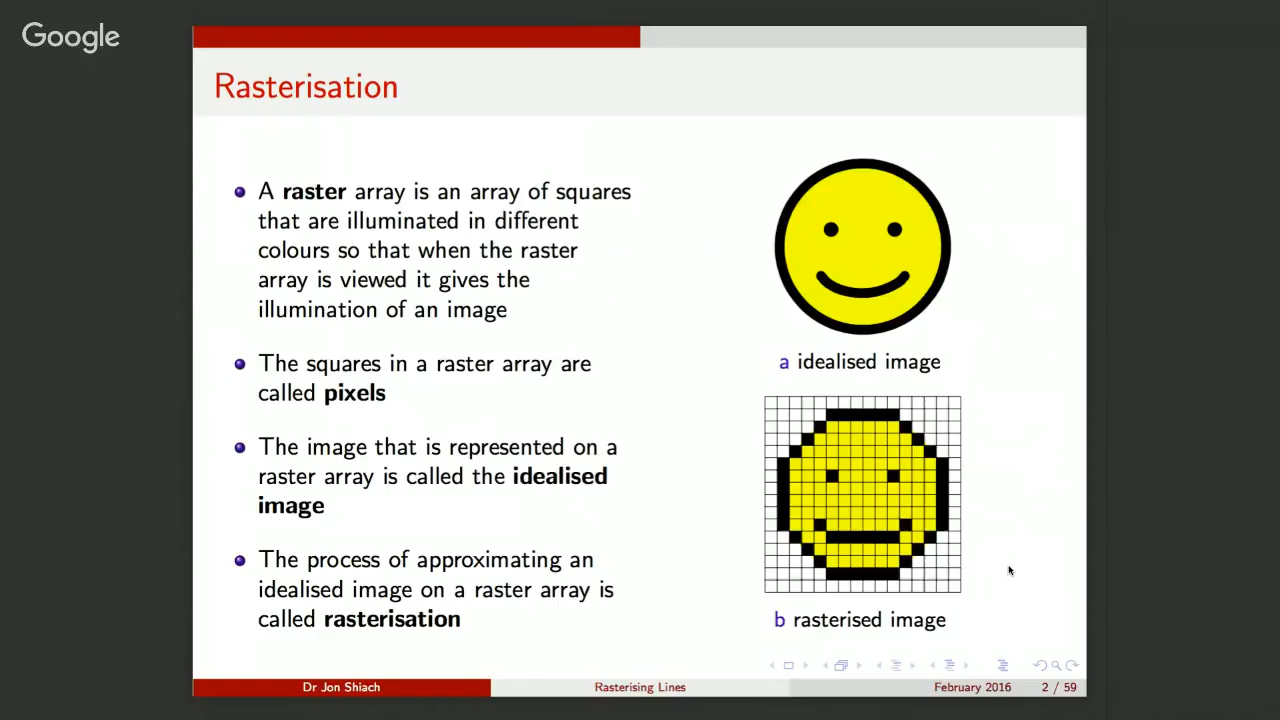 Google
Rasterisation
A raster array is an array of squares
that are illuminated in different
colours so that when the raster
array is viewed it gives the
illumination of an image
The squares in a raster array are
called pixels
The image that is represented on a
raster array is called the idealised
image
The process of approximating an
idealised image on a raster array is
called rasterisation
a idealised image
b rasterised image
Dr Jon Shiach
Rasterising Lines
February 2016
2 / 59